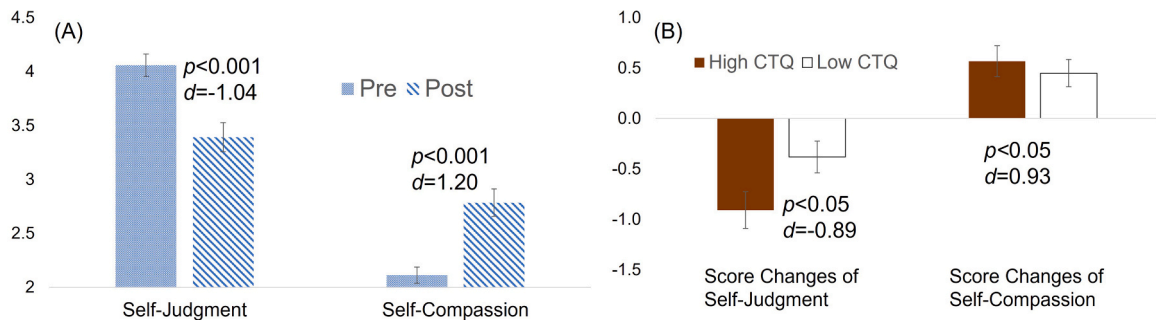 (A)
4.5
4
3.5
3
2.5
2
p<0.001
d=-1.04
Pre Post
p<0.001
d=1.20
Self-Judgment Self-Compassion
(B)
1.0
0.5
0.0
-0.5
-1.0
-1.5
High CTQ Low CTQ
p<0.05
d=-0.89
p<0.05
d=0.93
Score Changes of
Self-Judgment
Score Changes of
Self-Compassion